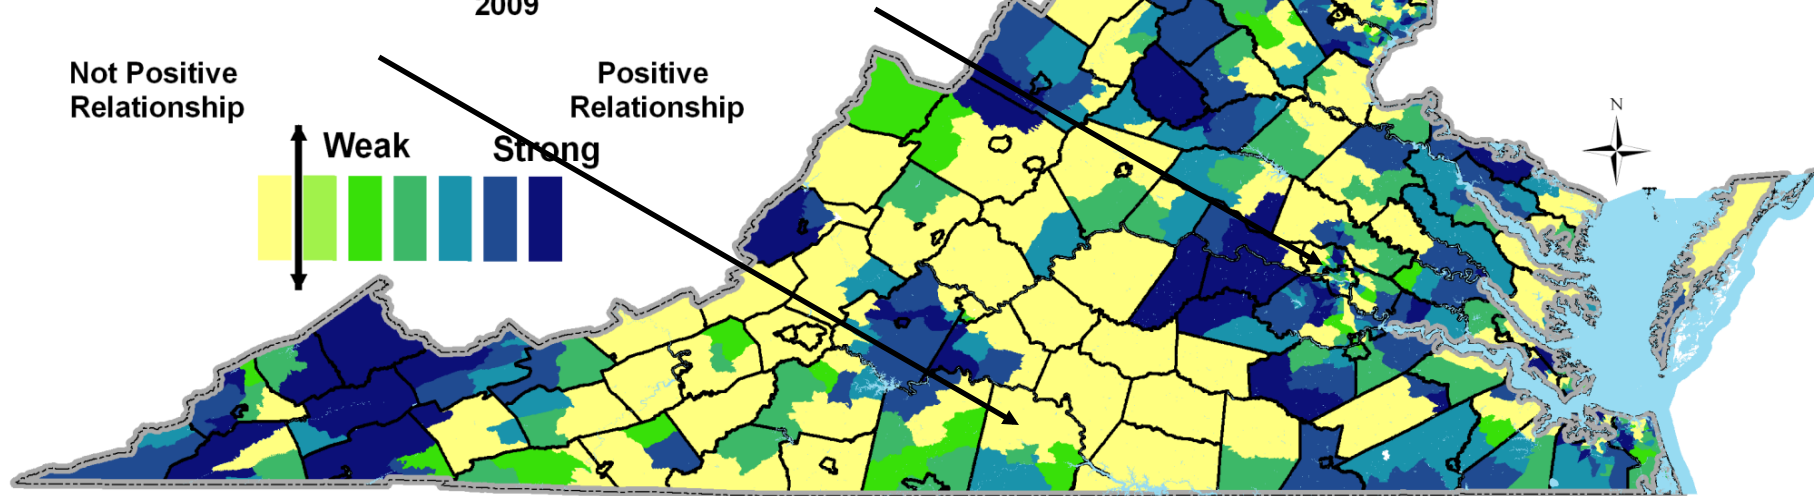 2009
Not Positive
Relationship
Positive
Relationship
Weak
Strong
N